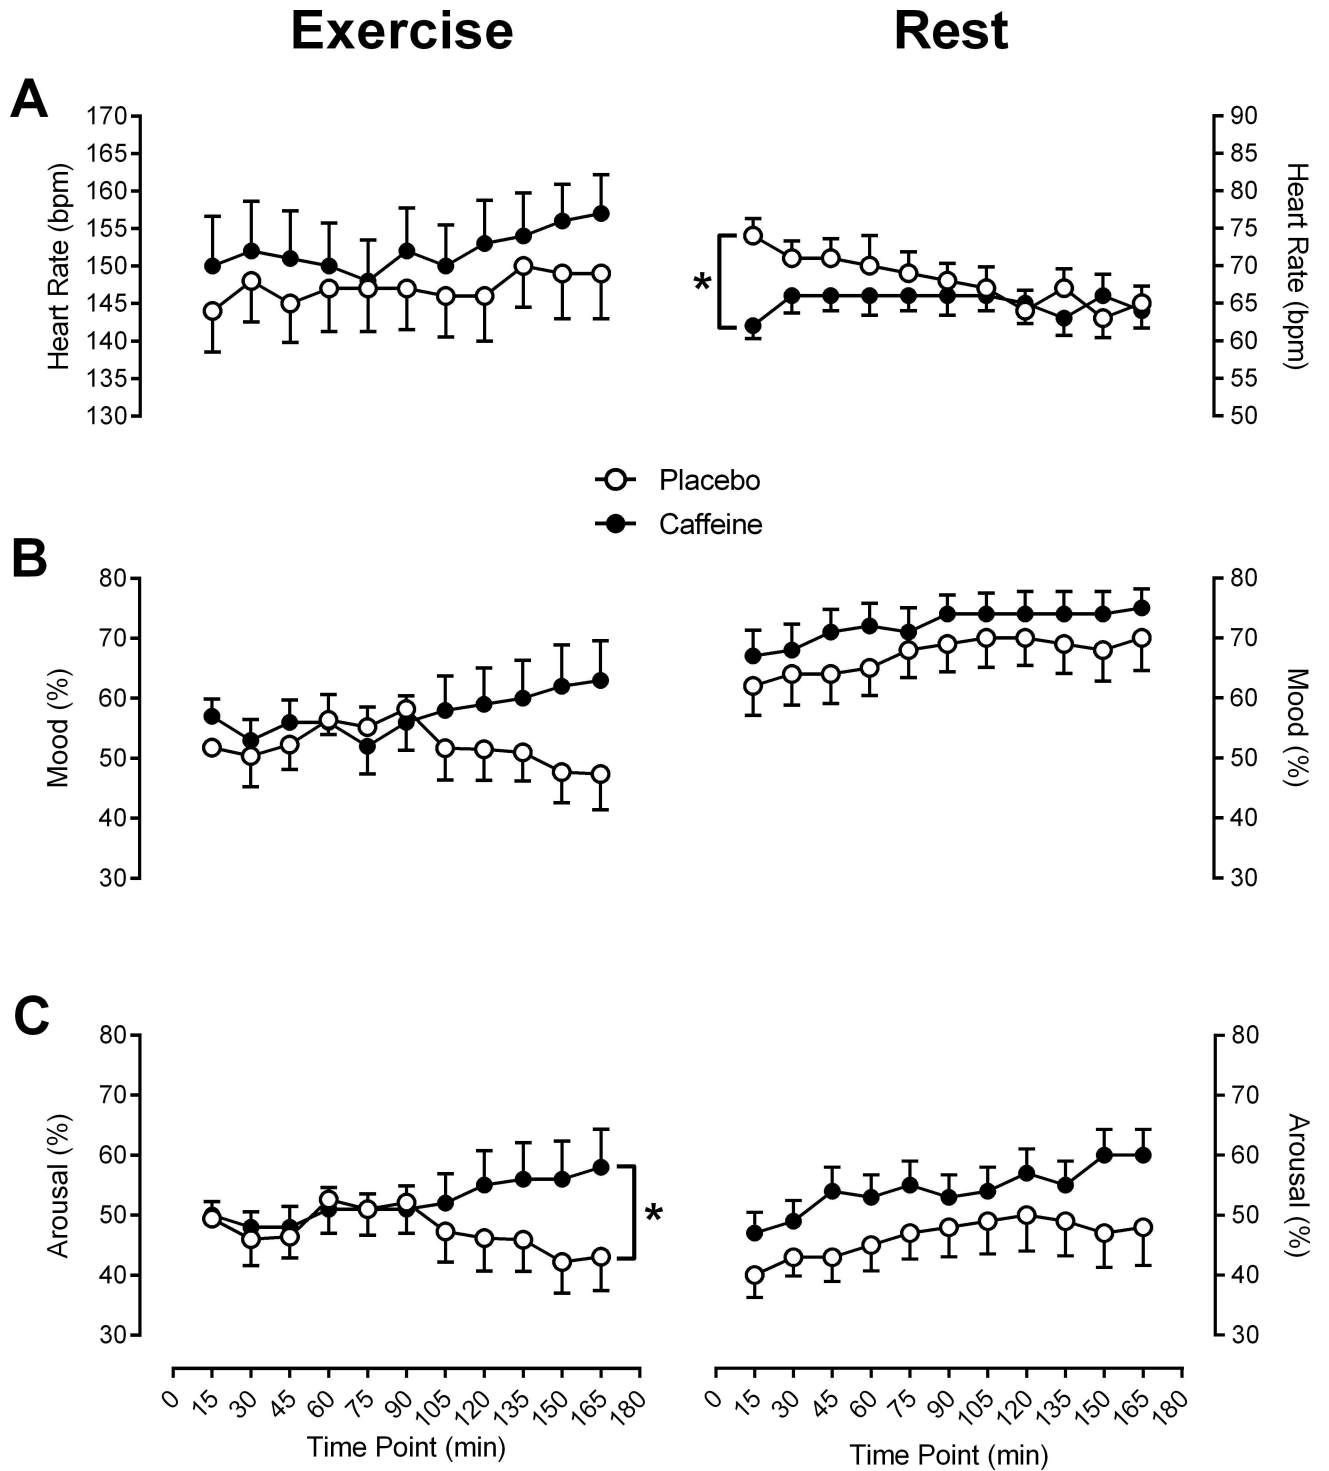 Exercise
Rest
A
170
165
160
155
150
145
140
135
130
Heart Rate (bpm)
*
90
85
80
75
70
65
60
55
50
Heart Rate (bpm)
Placebo
Caffeine
B
80
70
60
50
40
30
Mood (%)
80
70
60
50
40
30
Mood (%)
C
80
70
60
50
40
30
Arousal (%)
*
80
70
60
50
40
30
Arousal (%)
0 15 30 45 60 75 90 105 120 135 150 165 180
Time Point (min)
0 15 30 45 60 75 90 105 120 135 150 165 180
Time Point (min)